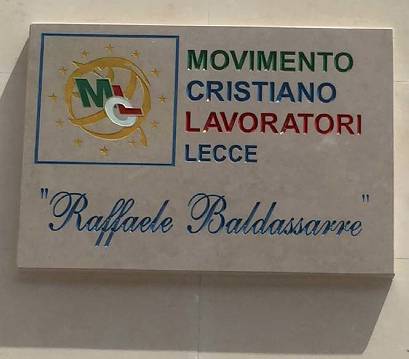 MCL
MOVIMENTO
CRISTIANO
LAVORATORI
LECCE
"Raffaele Baldassarre"